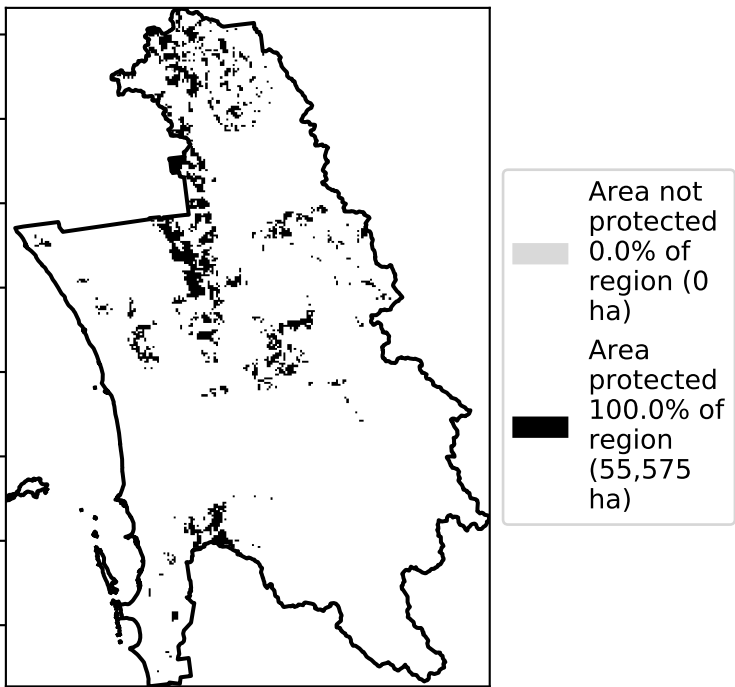 Area not
protected
0.0% of
region (0
ha)
Area
protected
100.0% of
region
(55,575
ha)